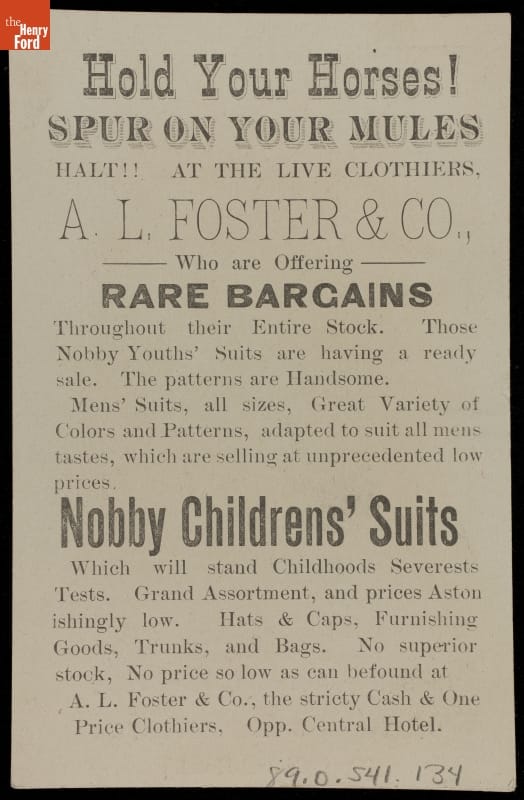 the
Henry
Ford
Hold Your Horses!
SPUR ON YOUR MULES
HALT!! AT THE LIVE CLOTHIERS,
A. L. FOSTER & CO.,
Who are Offering
RARE BARGAINS
Throughout their Entire Stock. Those
Nobby Youths' Suits are having a ready
sale. The patterns are Handsome.
Mens' Suits, all sizes, Great Variety of
Colors and Patterns, adapted to suit all mens
tastes, which are selling at unprecedented low
prices.
Nobby Childrens' Suits
Which will stand Childhoods Severests
Tests. Grand Assortment, and prices Aston
ishingly low. Hats & Caps, Furnishing
Goods, Trunks, and Bags. No superior
stock, No price so low as can befound at
A. L. Foster & Co., the stricty Cash & One
Price Clothiers, Opp. Central Hotel.
89.0.541.134